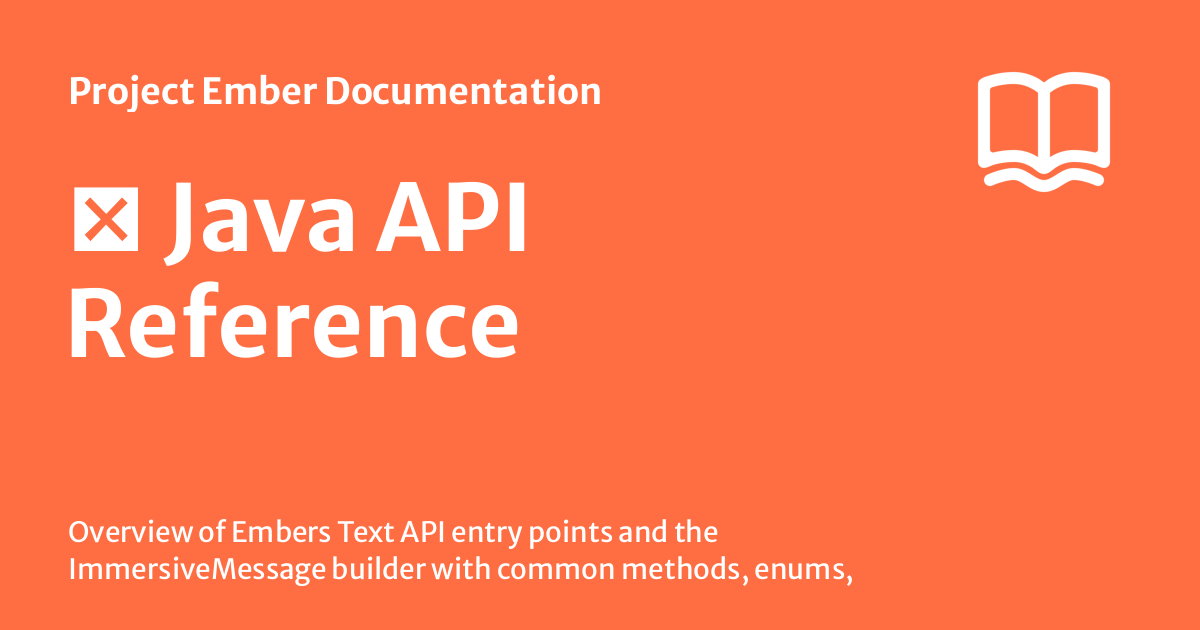 Project Ember Documentation
Java API
Reference
Overview of Embers Text API entry points and the
ImmersiveMessage builder with common methods, enums,